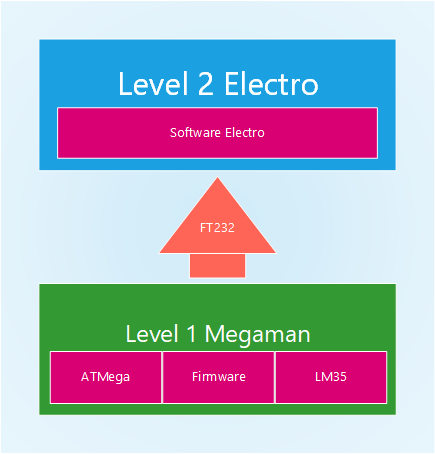 Level 2 Electro
Software Electro
FT232
Level 1 Megaman
ATMega
Firmware
LM35